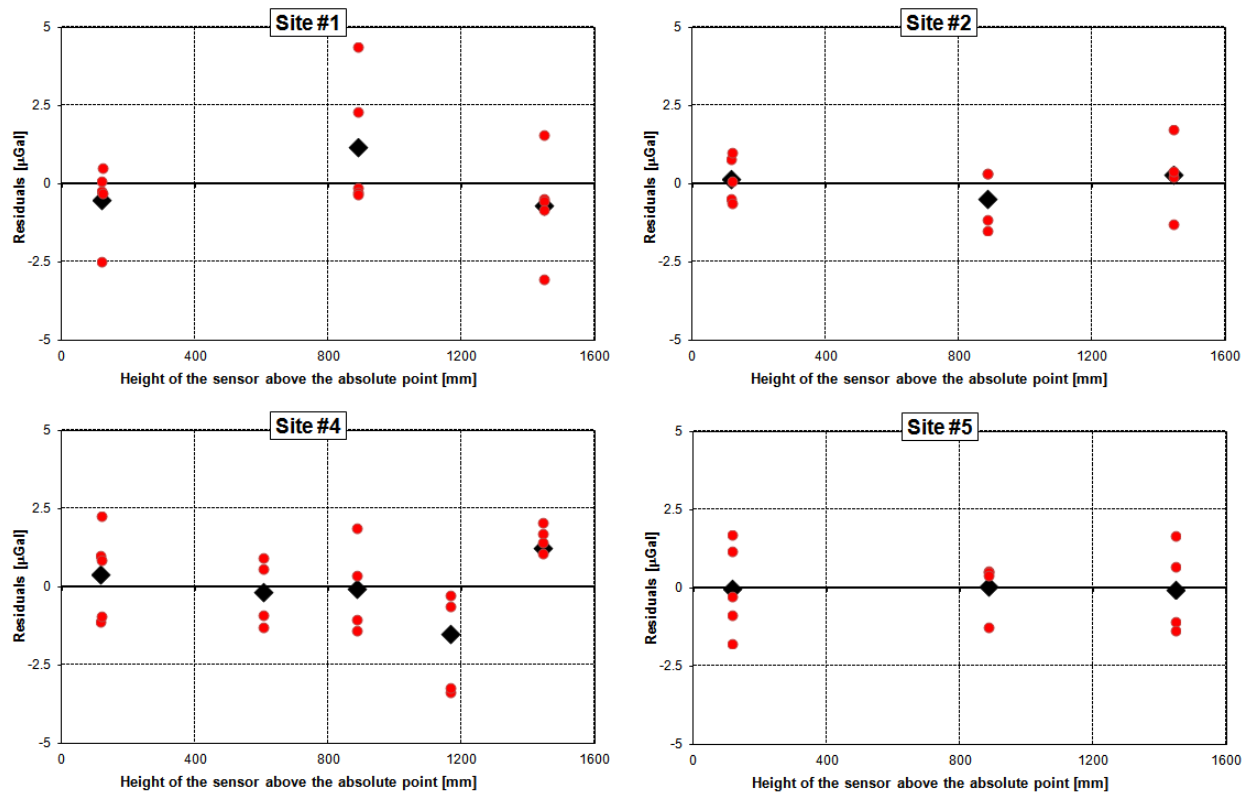 Site #1
Residuals [µGal]
5
2.5
0
-2.5
-5
0 400 800 1200 1600
Height of the sensor above the absolute point [mm]
Site #2
Residuals [µGal]
5
2.5
0
-2.5
-5
0 400 800 1200 1600
Height of the sensor above the absolute point [mm]
Site #4
Residuals [µGal]
5
2.5
0
-2.5
-5
0 400 800 1200 1600
Height of the sensor above the absolute point [mm]
Site #5
Residuals [µGal]
5
2.5
0
-2.5
-5
0 400 800 1200 1600
Height of the sensor above the absolute point [mm]